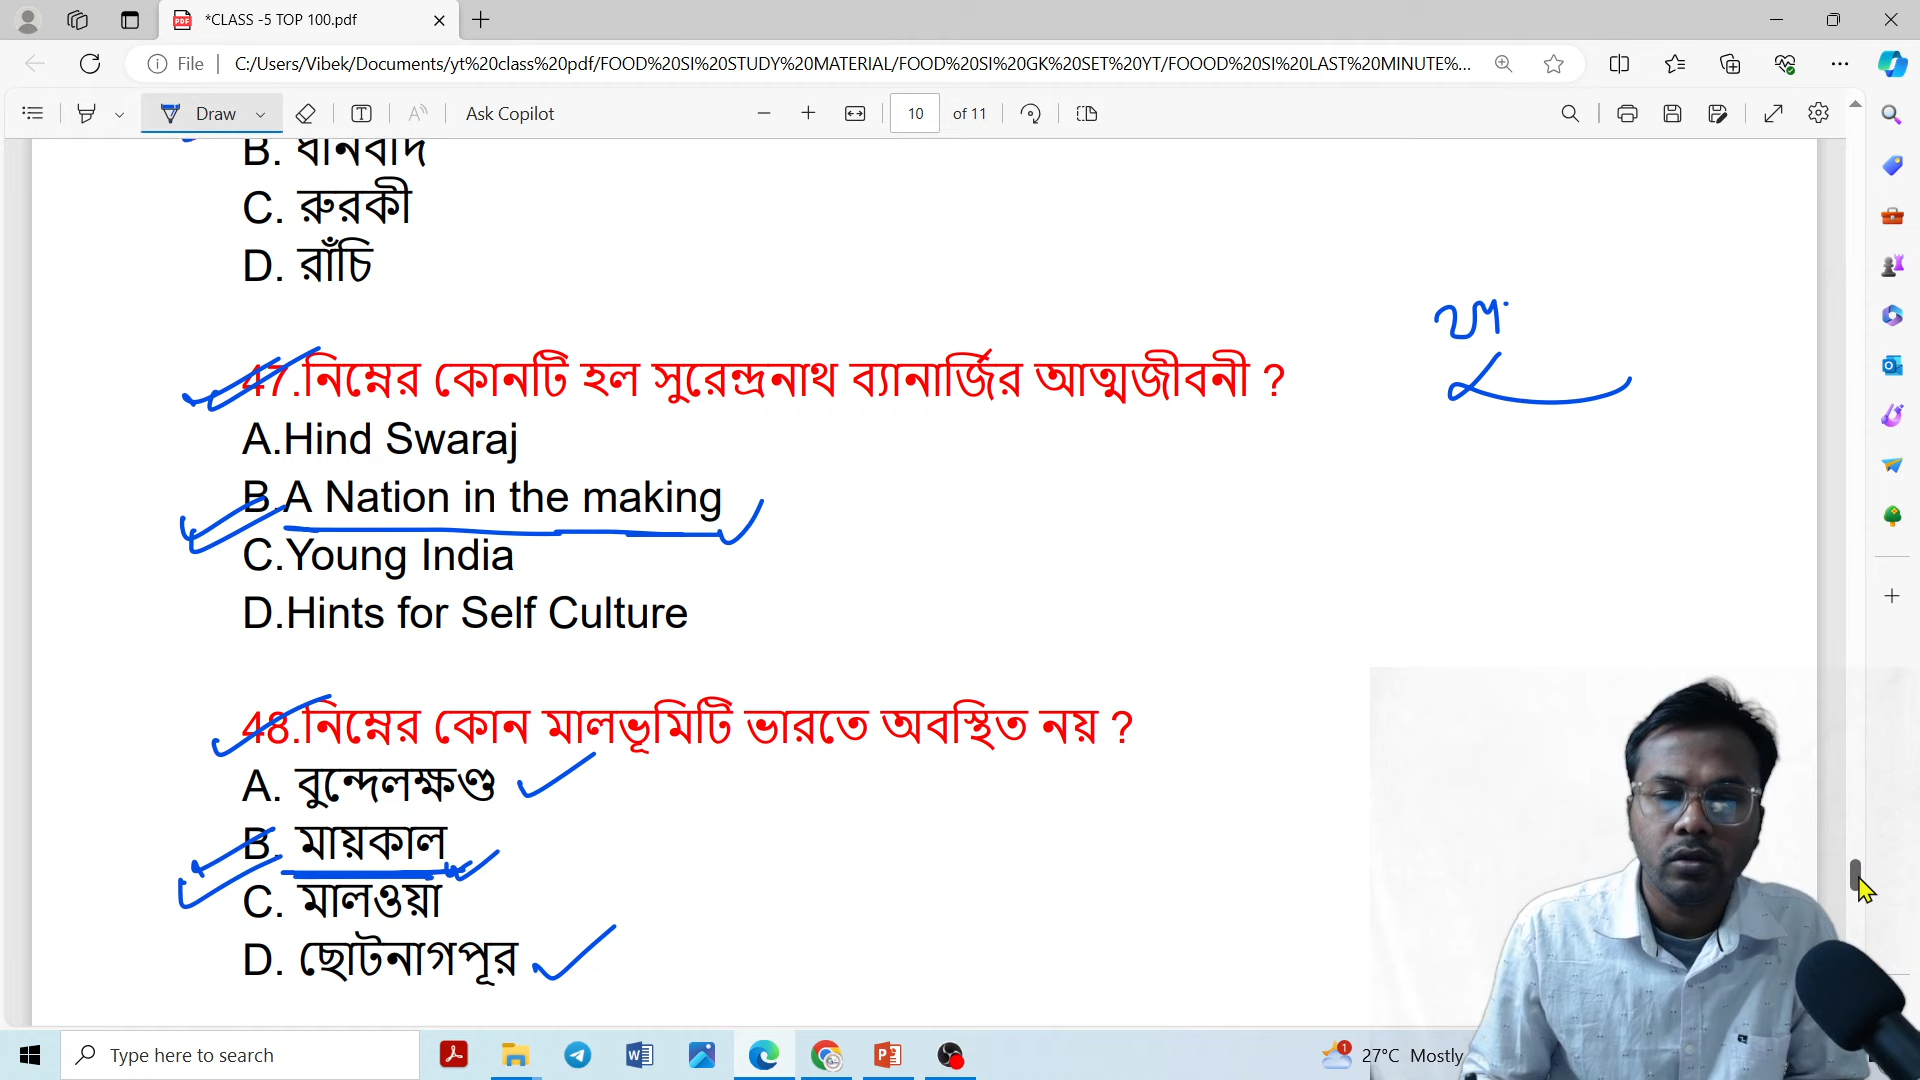 *CLASS -5 TOP 100.pdf
File
C:/Users/Vibek/Documents/yt%20class%20pdf/FOOD%20SI%20STUDY%20MATERIAL/FOOD%20SI%20GK%20SET%20YT/FOOOD%20SI%20LAST%20MINUTE%...
Draw
Ask Copilot
10 of 11
B. ধানবাদ
C. রুরকী
D. রাঁচি
47.নিম্নের কোনটি হল সুরেন্দ্রনাথ ব্যানার্জির আত্মজীবনী ?
A.Hind Swaraj
B.A Nation in the making
C.Young India
D.Hints for Self Culture
48.নিম্নের কোন মালভূমিটি ভারতে অবস্থিত নয় ?
A. বুন্দেলক্ষণ্ড
B. মায়কাল
C. মালওয়া
D. ছোটনাগপূর
Type here to search
1
27°C Mostly